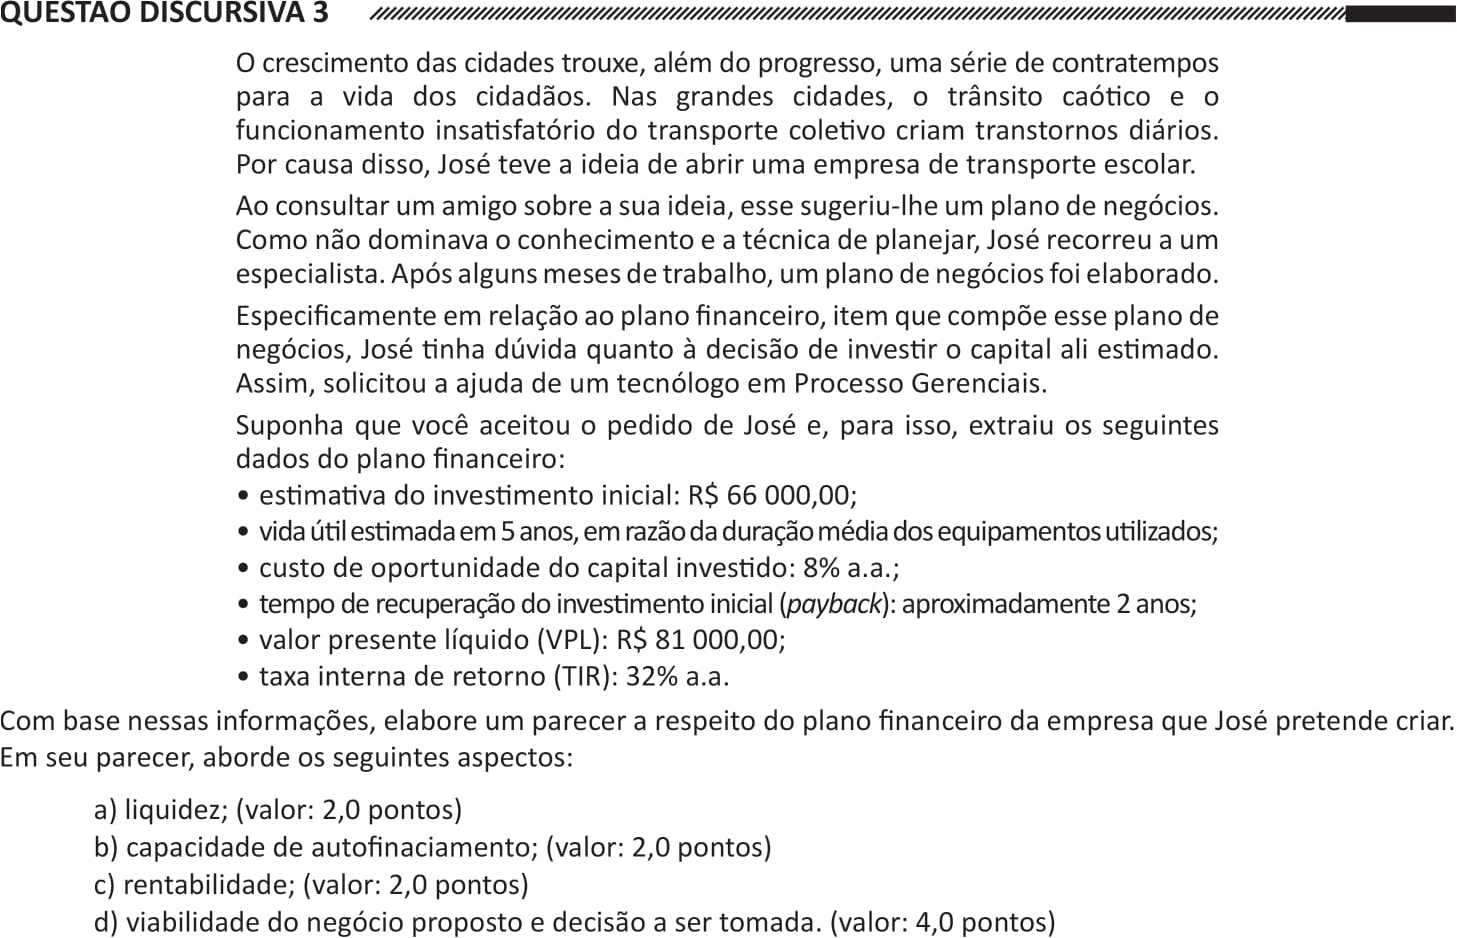 QUESTÃO DISCURSIVA 3
O crescimento das cidades trouxe, além do progresso, uma série de contratempos
para a vida dos cidadãos. Nas grandes cidades, o trânsito caótico e o
funcionamento insatisfatório do transporte coletivo criam transtornos diários.
Por causa disso, José teve a ideia de abrir uma empresa de transporte escolar.
Ao consultar um amigo sobre a sua ideia, esse sugeriu-lhe um plano de negócios.
Como não dominava o conhecimento e a técnica de planejar, José recorreu a um
especialista. Após alguns meses de trabalho, um plano de negócios foi elaborado.
Especificamente em relação ao plano financeiro, item que compõe esse plano de
negócios, José tinha dúvida quanto à decisão de investir o capital ali estimado.
Assim, solicitou a ajuda de um tecnólogo em Processo Gerenciais.
Suponha que você aceitou o pedido de José e, para isso, extraiu os seguintes
dados do plano financeiro:
• estimativa do investimento inicial: R$ 66 000,00;
• vida útil estimada em 5 anos, em razão da duração média dos equipamentos utilizados;
• custo de oportunidade do capital investido: 8% a.a.;
• tempo de recuperação do investimento inicial (payback): aproximadamente 2 anos;
• valor presente líquido (VPL): R$ 81 000,00;
• taxa interna de retorno (TIR): 32% a.a.
Com base nessas informações, elabore um parecer a respeito do plano financeiro da empresa que José pretende criar.
Em seu parecer, aborde os seguintes aspectos:
a) liquidez; (valor: 2,0 pontos)
b) capacidade de autofinaciamento; (valor: 2,0 pontos)
c) rentabilidade; (valor: 2,0 pontos)
d) viabilidade do negócio proposto e decisão a ser tomada. (valor: 4,0 pontos)